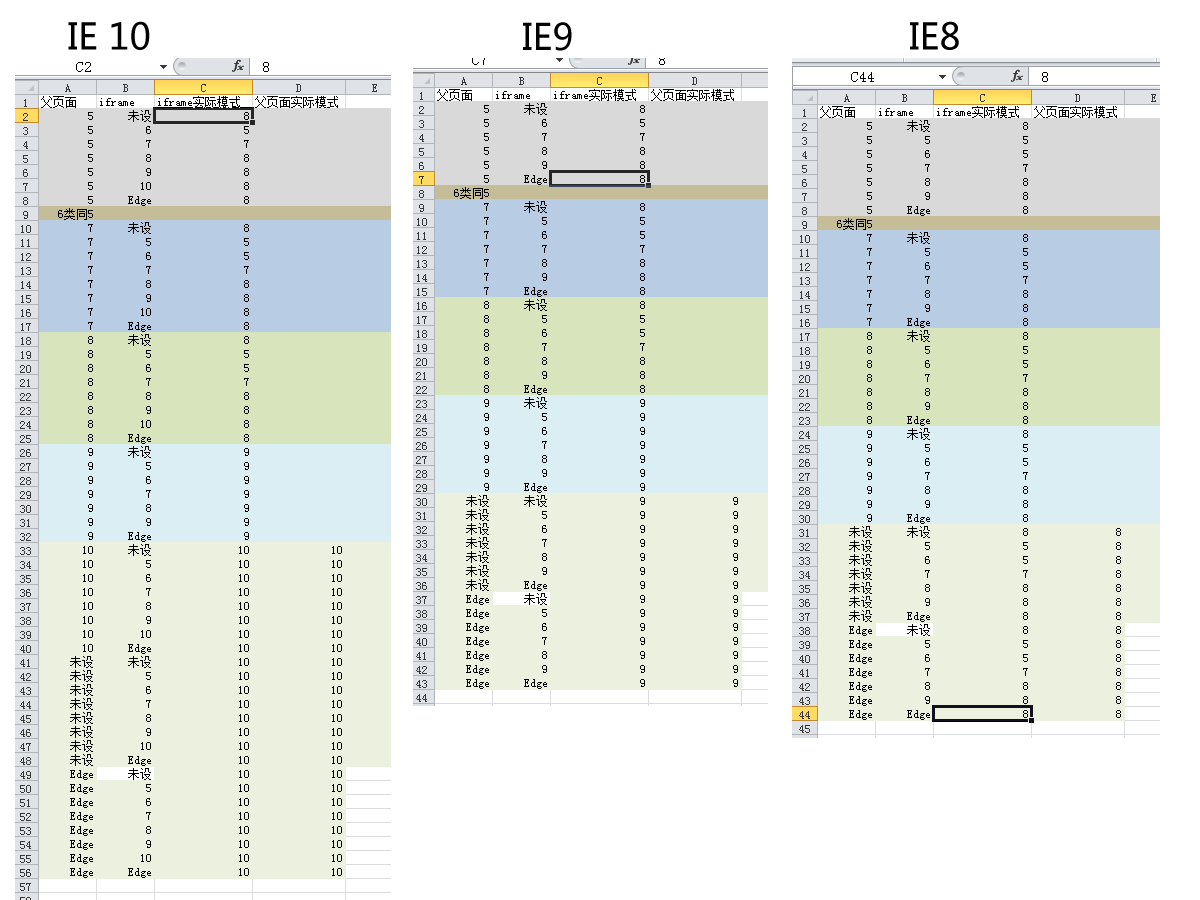 IE 10
C2 fx 8
A B C D E
1 父页面 iframe iframe实际模式 父页面实际模式
2 5 未设 8
3 5 6 5
4 5 7 7
5 5 8 8
6 5 9 8
7 5 10 8
8 5 Edge 8
9 6类同5
10 7 未设 8
11 7 5 5
12 7 6 5
13 7 7 7
14 7 8 8
15 7 9 8
16 7 10 8
17 7 Edge 8
18 8 未设 8
19 8 5 5
20 8 6 5
21 8 7 7
22 8 8 8
23 8 9 8
24 8 10 8
25 8 Edge 8
26 9 未设 9
27 9 5 9
28 9 6 9
29 9 7 9
30 9 8 9
31 9 9 9
32 9 Edge 9
33 10 未设 10 10
34 10 5 10 10
35 10 6 10 10
36 10 7 10 10
37 10 8 10 10
38 10 9 10 10
39 10 10 10 10
40 10 Edge 10 10
41 未设 未设 10 10
42 未设 5 10 10
43 未设 6 10 10
44 未设 7 10 10
45 未设 8 10 10
46 未设 9 10 10
47 未设 10 10 10
48 未设 Edge 10 10
49 Edge 未设 10 10
50 Edge 5 10 10
51 Edge 6 10 10
52 Edge 7 10 10
53 Edge 8 10 10
54 Edge 9 10 10
55 Edge 10 10 10
56 Edge Edge 10 10
57
IE9
C7 fx 8
A B C D
1 父页面 iframe iframe实际模式 父页面实际模式
2 5 未设 8
3 5 6 5
4 5 7 7
5 5 8 8
6 5 9 8
7 5 Edge 8
8 6类同5
9 7 未设 8
10 7 5 5
11 7 6 5
12 7 7 7
13 7 8 8
14 7 9 8
15 7 Edge 8
16 8 未设 8
17 8 5 5
18 8 6 5
19 8 7 7
20 8 8 8
21 8 9 8
22 8 Edge 8
23 9 未设 9
24 9 5 9
25 9 6 9
26 9 7 9
27 9 8 9
28 9 9 9
29 9 Edge 9
30 未设 未设 9 9
31 未设 5 9 9
32 未设 6 9 9
33 未设 7 9 9
34 未设 8 9 9
35 未设 9 9 9
36 未设 Edge 9 9
37 Edge 未设 9 9
38 Edge 5 9 9
39 Edge 6 9 9
40 Edge 7 9 9
41 Edge 8 9 9
42 Edge 9 9 9
43 Edge Edge 9 9
44
IE8
C44 fx 8
A B C D E
1 父页面 iframe iframe实际模式 父页面实际模式
2 5 未设 8
3 5 5 5
4 5 6 5
5 5 7 7
6 5 8 8
7 5 9 8
8 5 Edge 8
9 6类同5
10 7 未设 8
11 7 5 5
12 7 6 5
13 7 7 7
14 7 8 8
15 7 9 8
16 7 Edge 8
17 8 未设 8
18 8 5 5
19 8 6 5
20 8 7 7
21 8 8 8
22 8 9 8
23 8 Edge 8
24 9 未设 8
25 9 5 5
26 9 6 5
27 9 7 7
28 9 8 8
29 9 9 8
30 9 Edge 8
31 未设 未设 8 8
32 未设 5 5 8
33 未设 6 5 8
34 未设 7 7 8
35 未设 8 8 8
36 未设 9 8 8
37 未设 Edge 8 8
38 Edge 未设 8 8
39 Edge 5 5 8
40 Edge 6 5 8
41 Edge 7 7 8
42 Edge 8 8 8
43 Edge 9 8 8
44 Edge Edge 8 8
45